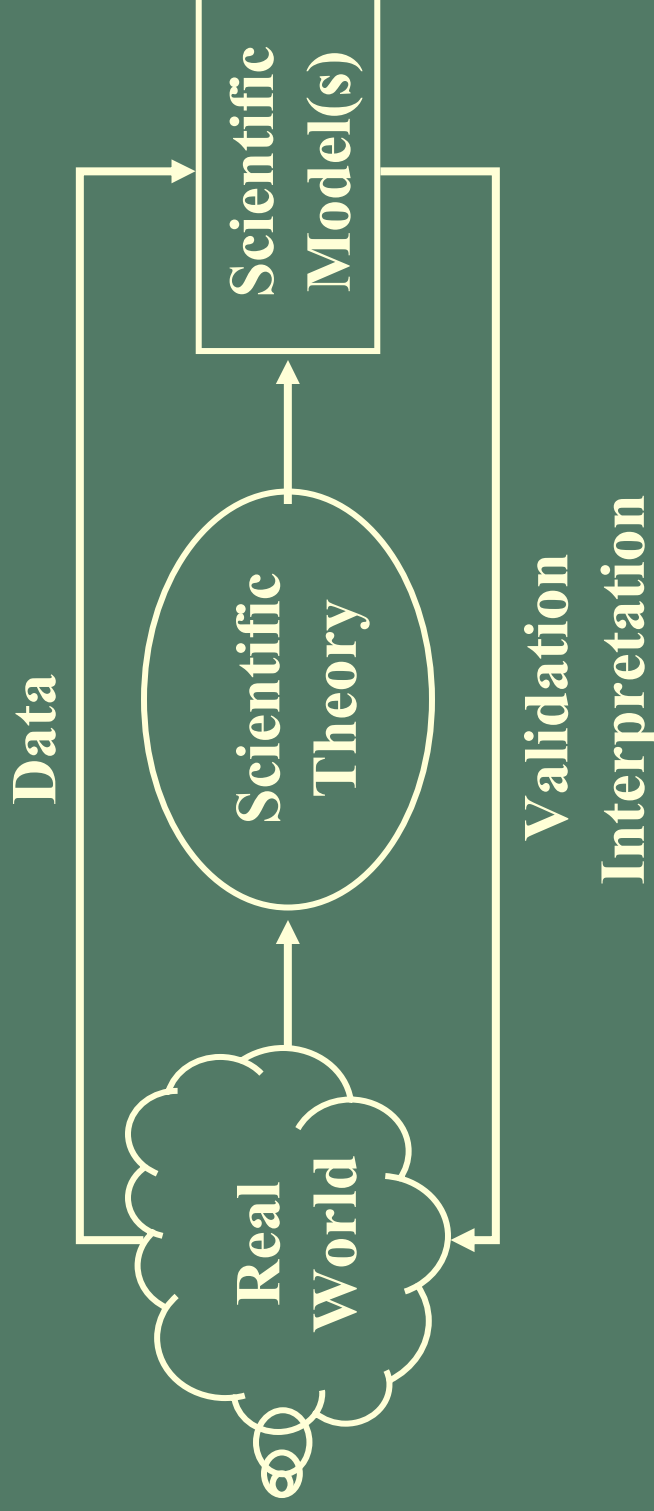 Data
Real
World
Scientific
Theory
Scientific
Model(s)
Validation
Interpretation